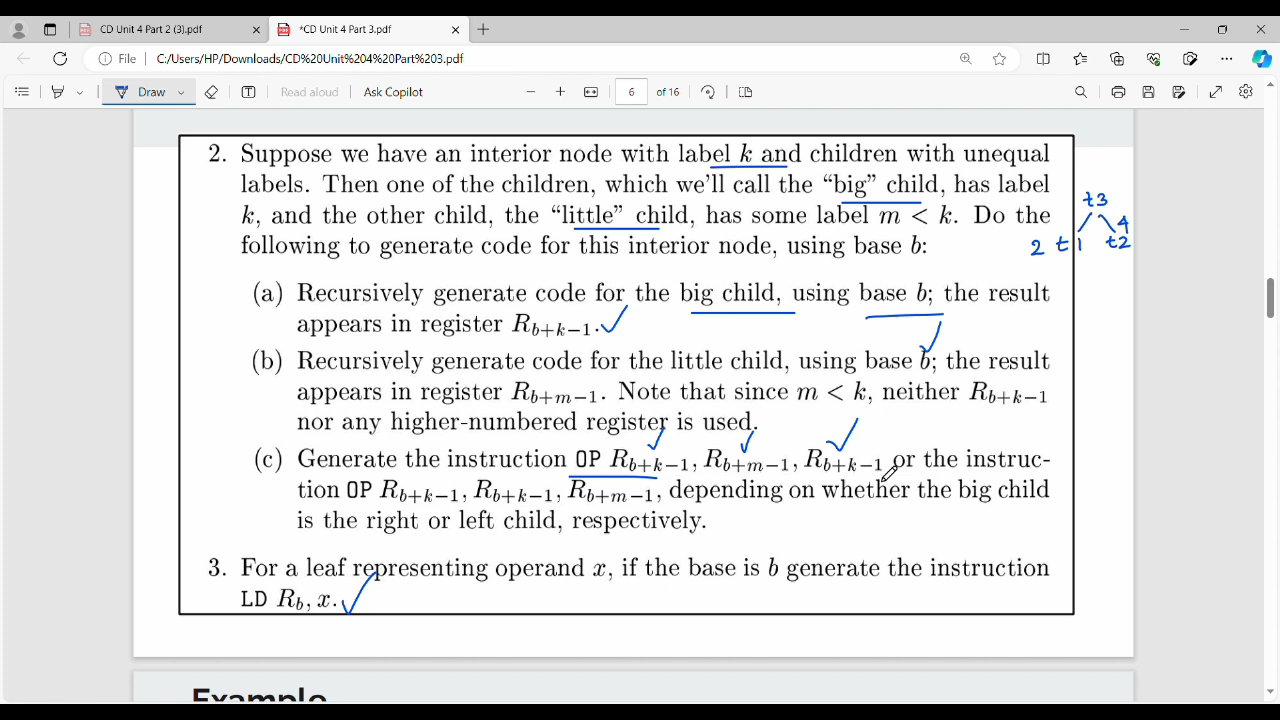 CD Unit 4 Part 2 (3).pdf
*CD Unit 4 Part 3.pdf
File
C:/Users/HP/Downloads/CD%20Unit%204%20Part%203.pdf
Draw
Read aloud
Ask Copilot
6 of 16
2. Suppose we have an interior node with label k and children with unequal
labels. Then one of the children, which we'll call the “big” child, has label
k, and the other child, the “little” child, has some label m < k. Do the
following to generate code for this interior node, using base b:
t3
4
2 t1 t2
(a) Recursively generate code for the big child, using base b; the result
appears in register R_{b+k−1}.
(b) Recursively generate code for the little child, using base b; the result
appears in register R_{b+m−1}. Note that since m < k, neither R_{b+k−1}
nor any higher-numbered register is used.
(c) Generate the instruction OP R_{b+k−1}, R_{b+m−1}, R_{b+k−1} or the instruc-
tion OP R_{b+k−1}, R_{b+k−1}, R_{b+m−1}, depending on whether the big child
is the right or left child, respectively.
3. For a leaf representing operand x, if the base is b generate the instruction
LD R_b, x.
Example